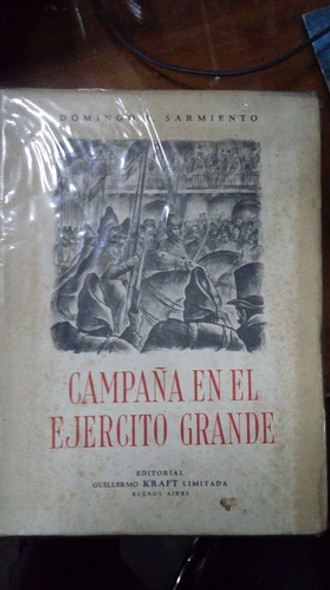 DOMINGO F. SARMIENTO
CAMPAÑA EN EL
EJERCITO GRANDE
EDITORIAL
GUILLERMO KRAFT LIMITADA
BUENOS AIRES